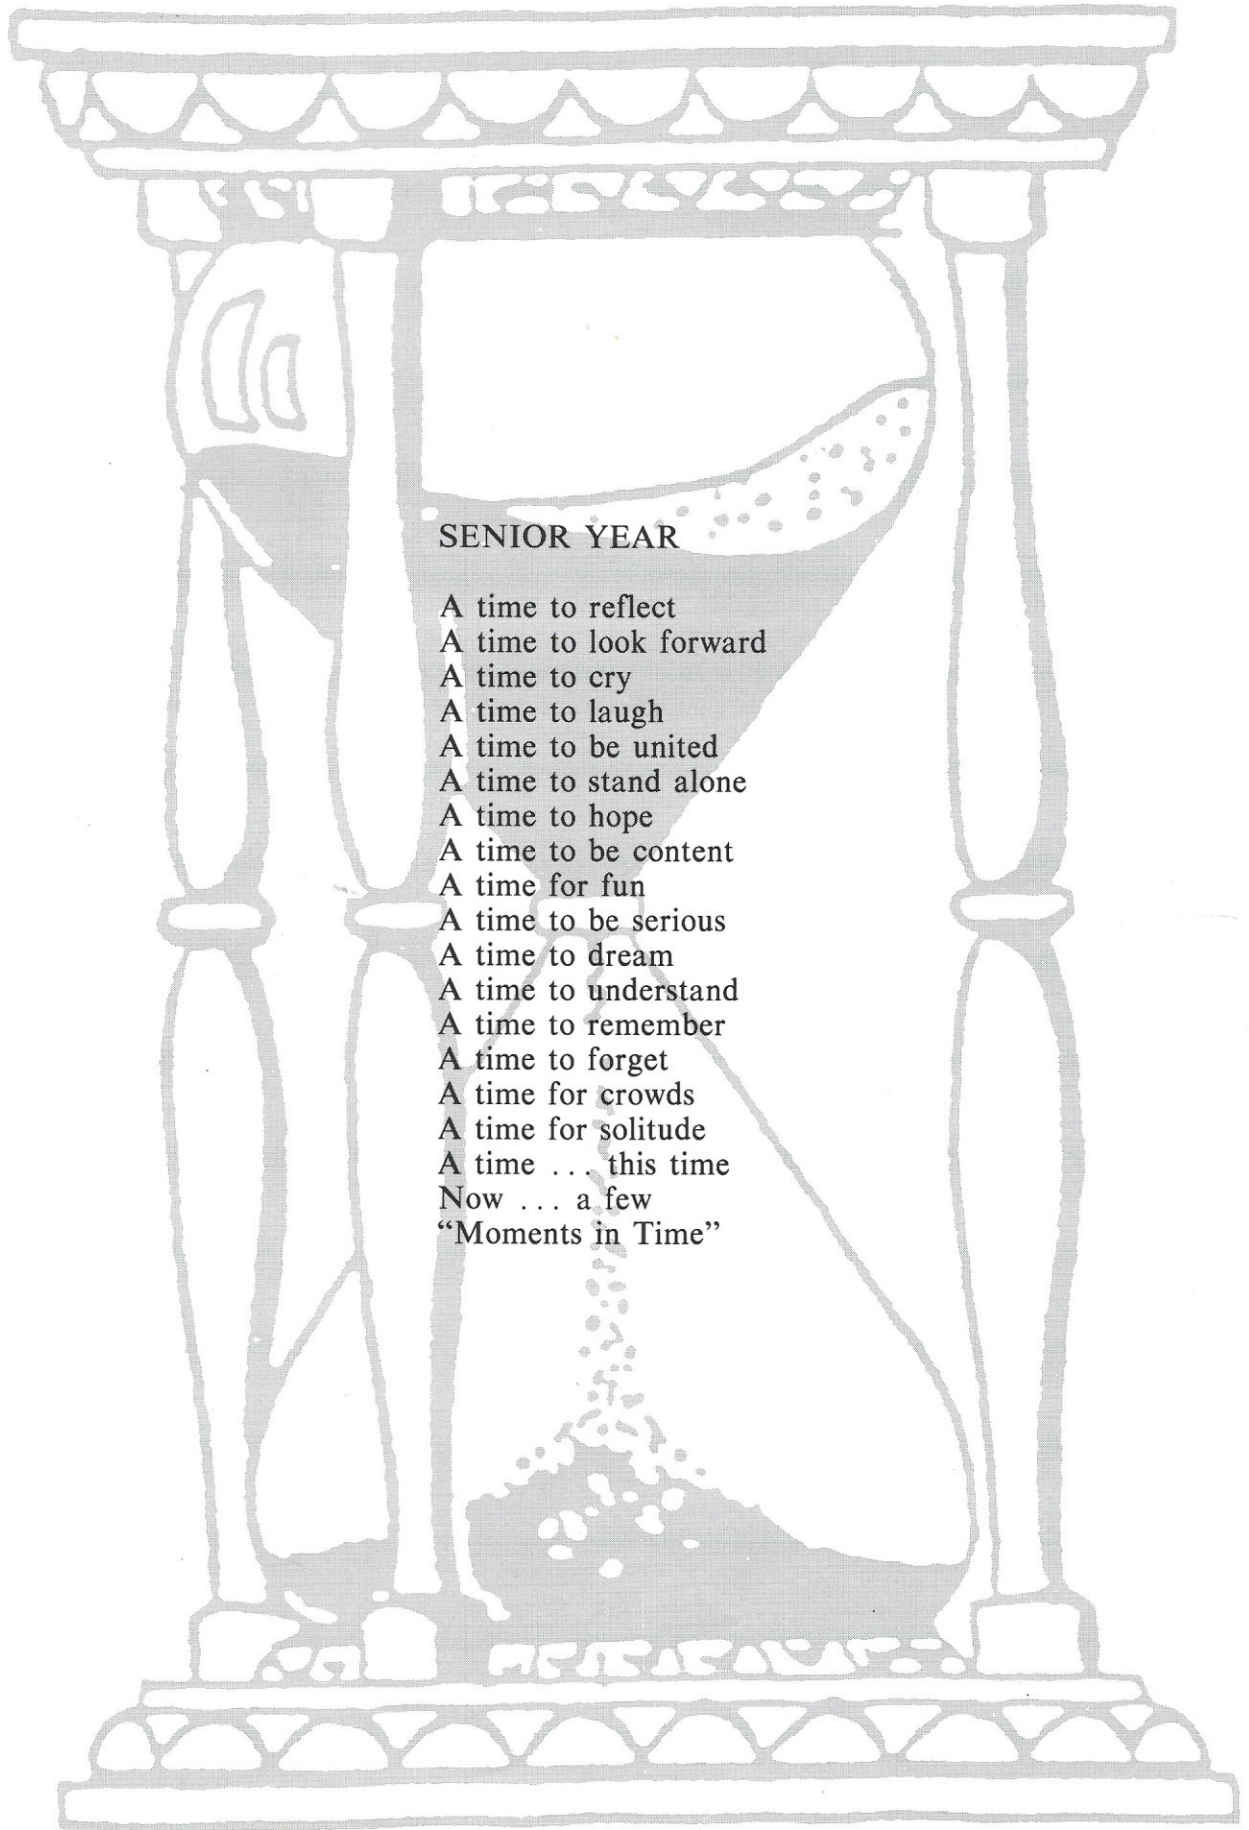 SENIOR YEAR
A time to reflect
A time to look forward
A time to cry
A time to laugh
A time to be united
A time to stand alone
A time to hope
A time to be content
A time for fun
A time to be serious
A time to dream
A time to understand
A time to remember
A time to forget
A time for crowds
A time for solitude
A time ... this time
Now ... a few
“Moments in Time”